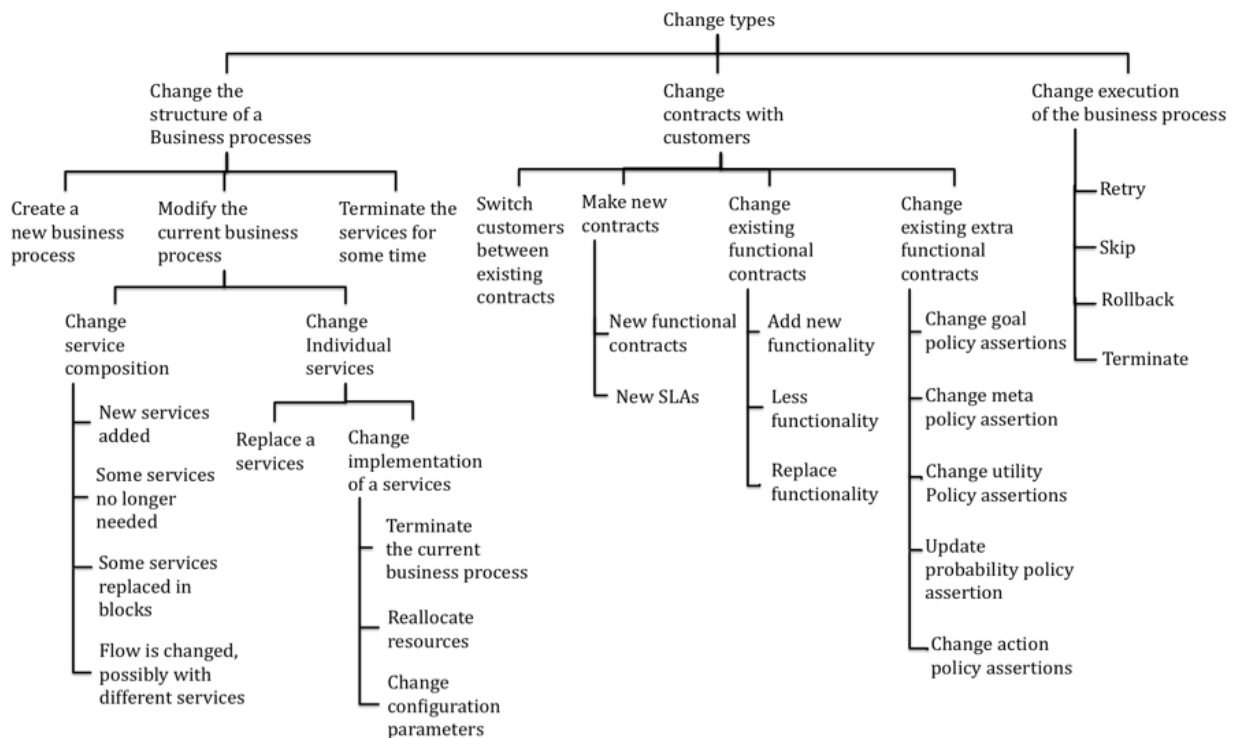 Change types
Change the
structure of a
Business processes
Change
contracts with
customers
Change execution
of the business process
Create a
new business
process
Modify the
current business
process
Terminate the
services for
some time
Switch
customers
between
existing
contracts
Make new
contracts
Change
existing
functional
contracts
Change
existing extra
functional
contracts
Retry
Skip
Rollback
Terminate
Change
service
composition
Change
Individual
services
New functional
contracts
New SLAs
Add new
functionality
Less
functionality
Replace
functionality
Change goal
policy assertions
Change meta
policy assertion
Change utility
Policy assertions
Update
probability policy
assertion
Change action
policy assertions
New services
added
Some services
no longer
needed
Some services
replaced in
blocks
Flow is changed,
possibly with
different services
Replace a
services
Change
implementation
of a services
Terminate
the current
business process
Reallocate
resources
Change
configuration
parameters